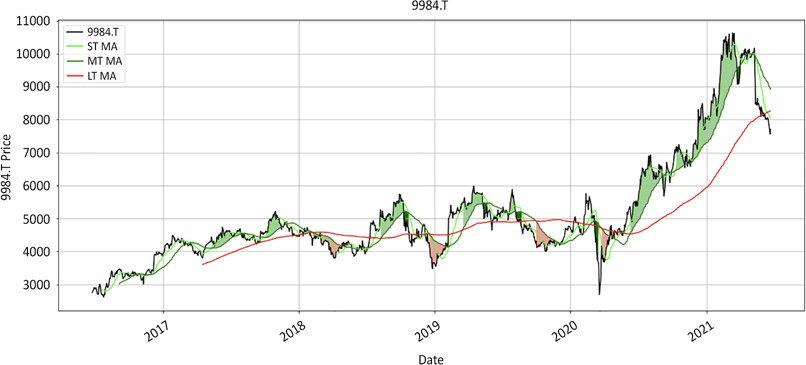 9984.T
11000
10000
9000
8000
7000
6000
5000
4000
3000
9984.T Price
9984.T
ST MA
MT MA
LT MA
2017
2018
2019
2020
2021
Date